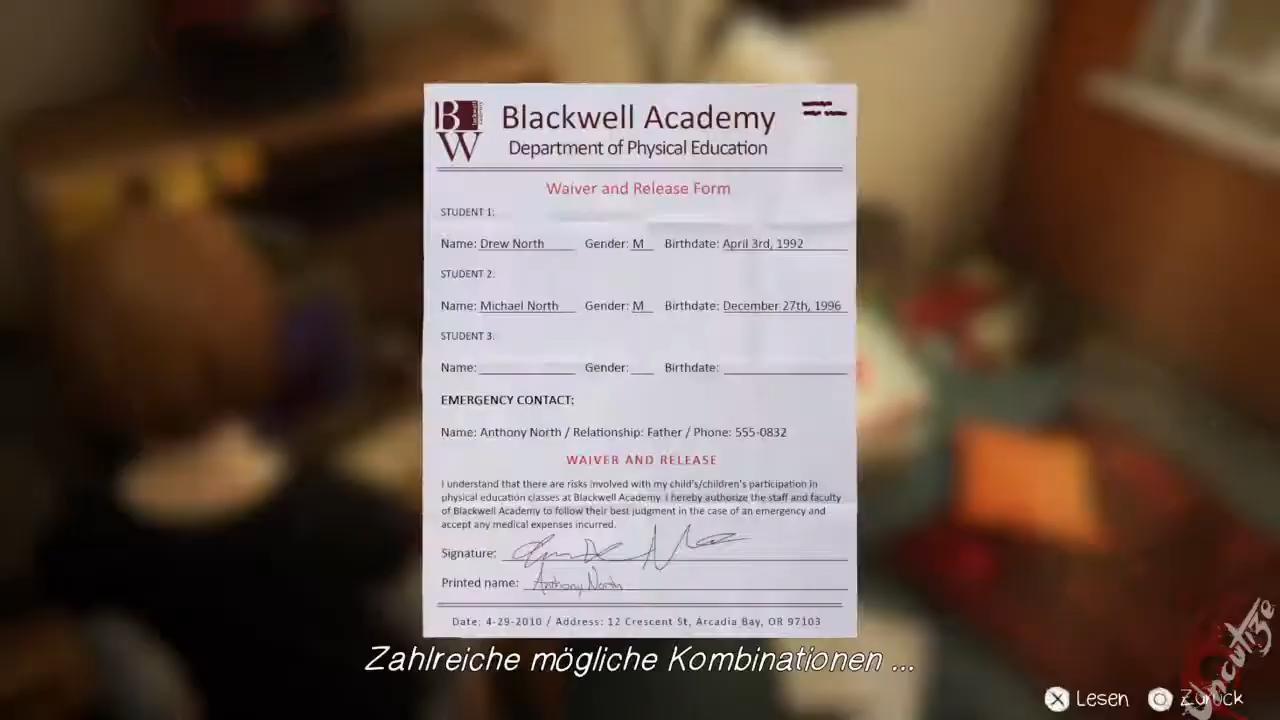 BW
Blackwell Academy
Department of Physical Education
Waiver and Release Form
STUDENT 1:
Name: Drew North Gender: M Birthdate: April 3rd, 1992
STUDENT 2:
Name: Michael North Gender: M Birthdate: December 27th, 1996
STUDENT 3:
Name: Gender: Birthdate:
EMERGENCY CONTACT:
Name: Anthony North / Relationship: Father / Phone: 555-0832
WAIVER AND RELEASE
I understand that there are risks involved with my child's/children's participation in
physical education classes at Blackwell Academy. I hereby authorize the staff and faculty
of Blackwell Academy to follow their best judgment in the case of an emergency and
accept any medical expenses incurred.
Signature:
Printed name: Anthony North
Date: 4-29-2010 / Address: 12 Crescent St, Arcadia Bay, OR 97103
Zahlreiche mögliche Kombinationen ...
Lesen Zurück
Uncut92